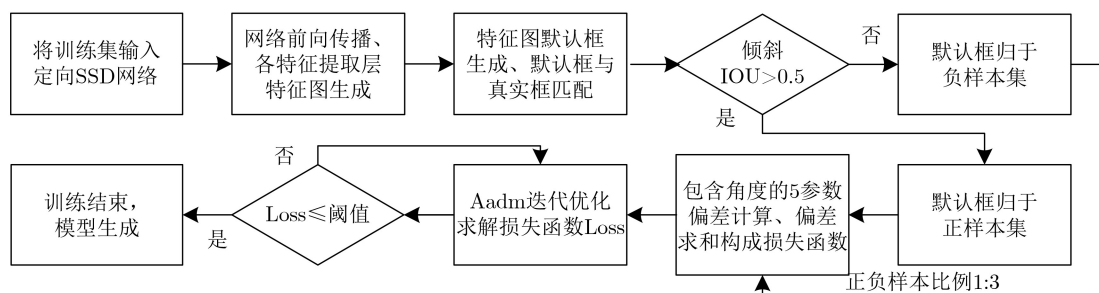 将训练集输入
定向SSD网络
网络前向传播、
各特征提取层
特征图生成
特征图默认框
生成、默认框与
真实框匹配
倾斜
IOU>0.5
否
默认框归于
负样本集
是
默认框归于
正样本集
包含角度的5参数
偏差计算、偏差
求和构成损失函数
正负样本比例1:3
Aadm迭代优化
求解损失函数Loss
否
Loss≤阈值
是
训练结束，
模型生成